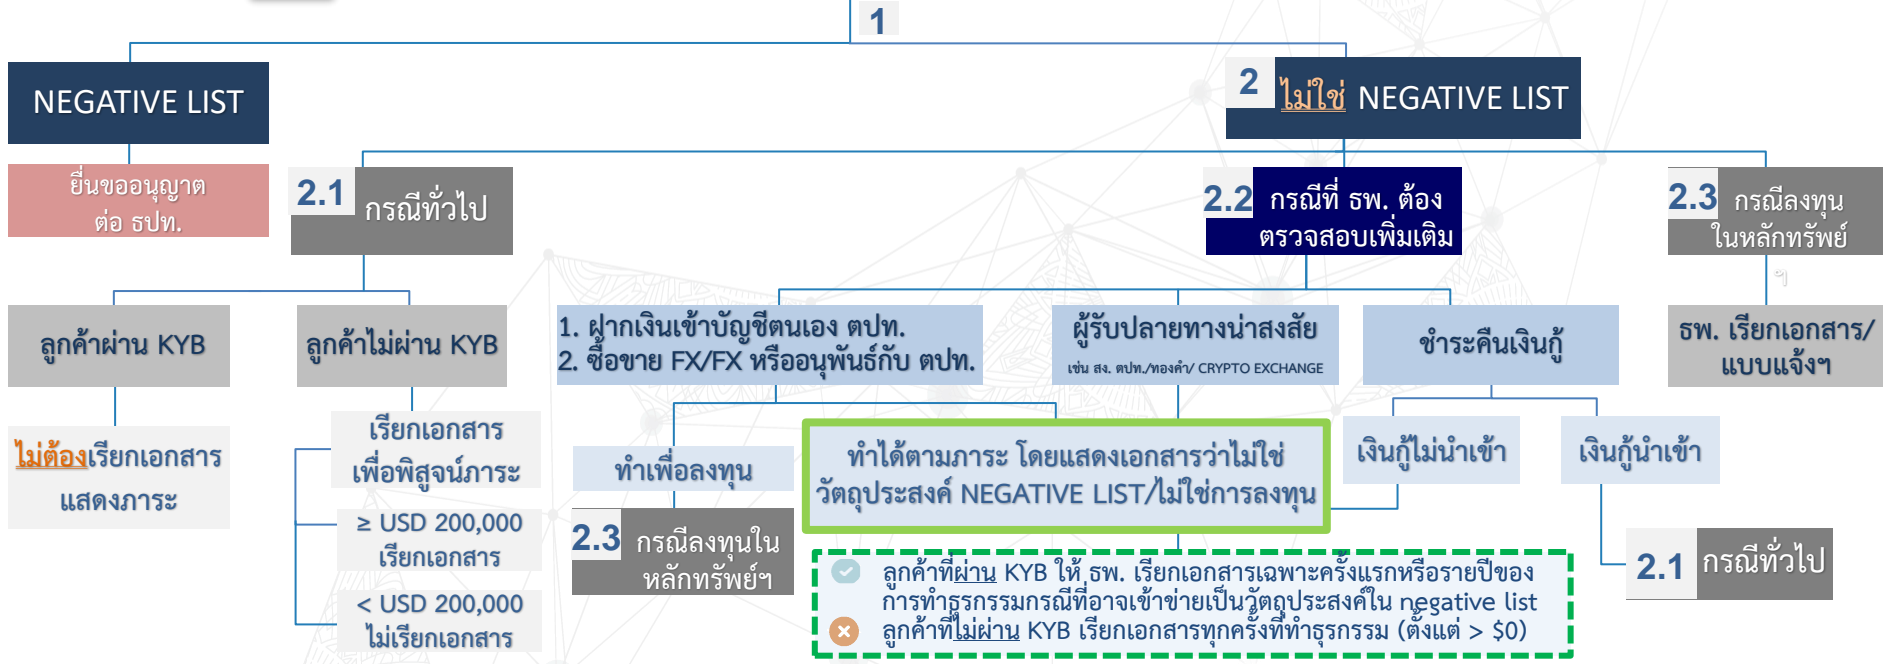 1
NEGATIVE LIST
ยื่นขออนุญาต
ต่อ ธปท.
2 ไม่ใช่ NEGATIVE LIST
2.1 กรณีทั่วไป
ลูกค้าผ่าน KYB
ไม่ต้องเรียกเอกสาร
แสดงภาระ
ลูกค้าไม่ผ่าน KYB
เรียกเอกสาร
เพื่อพิสูจน์ภาระ
≥ USD 200,000
เรียกเอกสาร
< USD 200,000
ไม่เรียกเอกสาร
2.2 กรณีที่ ธพ. ต้อง
ตรวจสอบเพิ่มเติม
1. ฝากเงินเข้าบัญชีตนเอง ตปท.
2. ซื้อขาย FX/FX หรืออนุพันธ์กับ ตปท.
ผู้รับปลายทางน่าสงสัย
เช่น สง. ตปท./ทองคำ/ CRYPTO EXCHANGE
ชำระคืนเงินกู้
ทำเพื่อลงทุน
2.3 กรณีลงทุนใน
หลักทรัพย์ฯ
ทำได้ตามภาระ โดยแสดงเอกสารว่าไม่ใช่
วัตถุประสงค์ NEGATIVE LIST/ไม่ใช่การลงทุน
เงินกู้ไม่นำเข้า
เงินกู้นำเข้า
2.1 กรณีทั่วไป
ลูกค้าที่ผ่าน KYB ให้ ธพ. เรียกเอกสารเฉพาะครั้งแรกหรือรายปีของ
การทำธุรกรรมกรณีที่อาจเข้าข่ายเป็นวัตถุประสงค์ใน negative list
ลูกค้าที่ไม่ผ่าน KYB เรียกเอกสารทุกครั้งที่ทำธุรกรรม (ตั้งแต่ > $0)
2.3 กรณีลงทุน
ในหลักทรัพย์
ฯ
ธพ. เรียกเอกสาร/
แบบแจ้งฯ